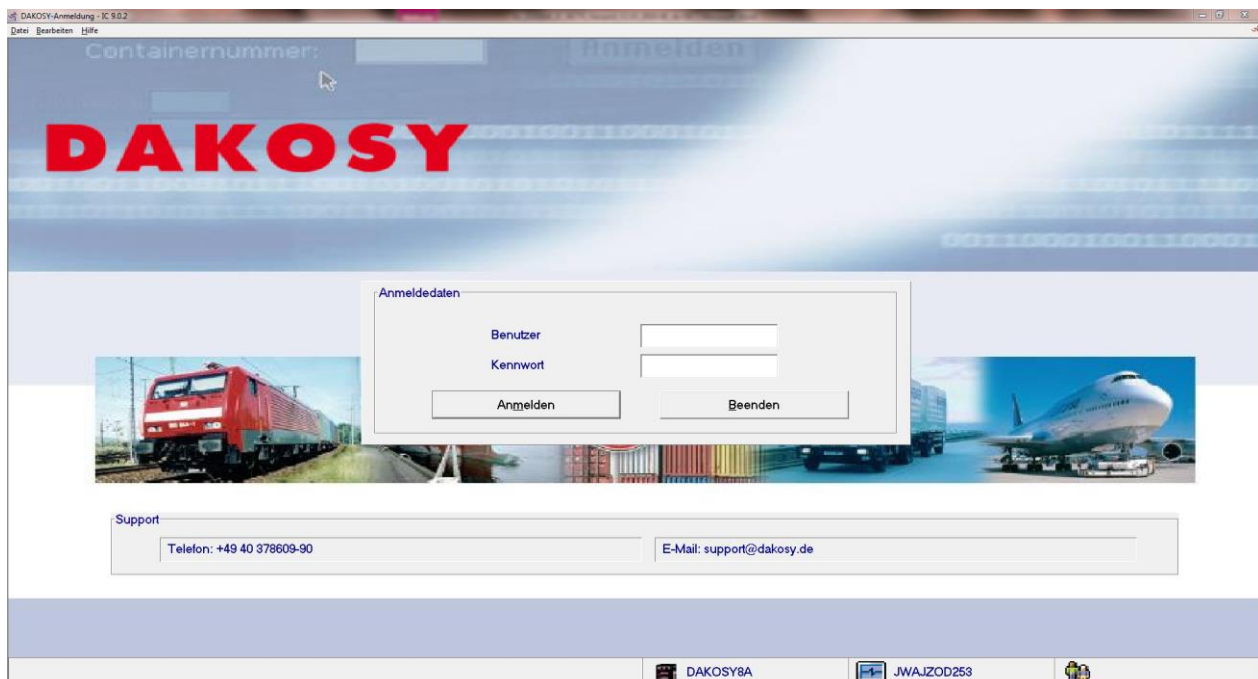 DAKOSY-Anmeldung - IC 9.0.2
Datei Bearbeiten Hilfe
Containernummer: Anmelden
DAKOSY
Anmeldedaten
Benutzer
Kennwort
Anmelden Beenden
Support
Telefon: +49 40 378609-90 E-Mail: support@dakosy.de
DAKOSY8A JWAJZOD253